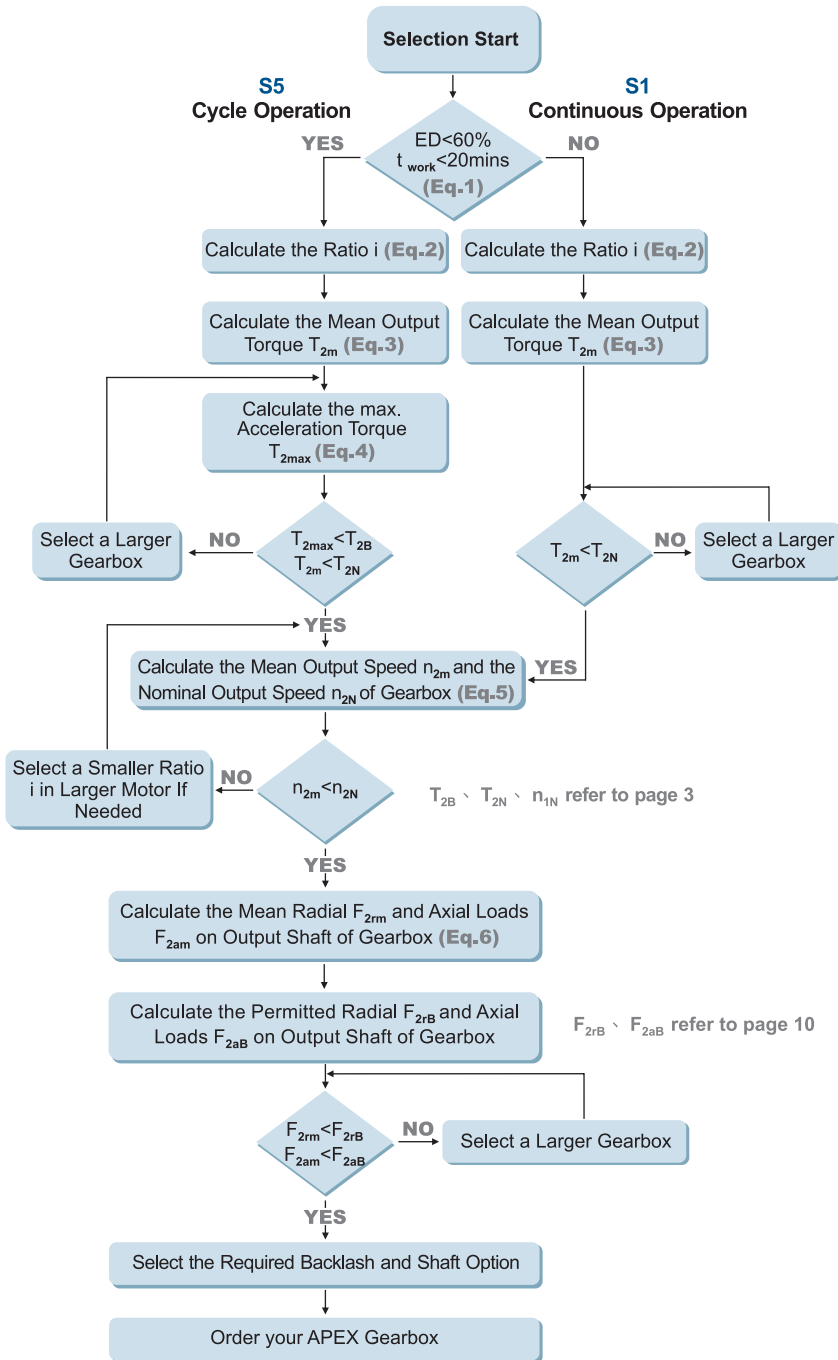 Selection Start
S5
Cycle Operation
S1
Continuous Operation
YES
ED<60%
t work<20mins
(Eq.1)
NO
Calculate the Ratio i (Eq.2)
Calculate the Ratio i (Eq.2)
Calculate the Mean Output
Torque T2m (Eq.3)
Calculate the Mean Output
Torque T2m (Eq.3)
Calculate the max.
Acceleration Torque
T2max (Eq.4)
Select a Larger
Gearbox
NO
T2max<T2B
T2m<T2N
T2m<T2N
NO
Select a Larger
Gearbox
YES
YES
Calculate the Mean Output Speed n2m and the
Nominal Output Speed n2N of Gearbox (Eq.5)
Select a Smaller Ratio
i in Larger Motor If
Needed
NO
n2m<n2N
T2B、T2N、n1N refer to page 3
YES
Calculate the Mean Radial F2rm and Axial Loads
F2am on Output Shaft of Gearbox (Eq.6)
Calculate the Permitted Radial F2rB and Axial
Loads F2aB on Output Shaft of Gearbox
F2rB、F2aB refer to page 10
F2rm<F2rB
F2am<F2aB
NO
Select a Larger Gearbox
YES
Select the Required Backlash and Shaft Option
Order your APEX Gearbox